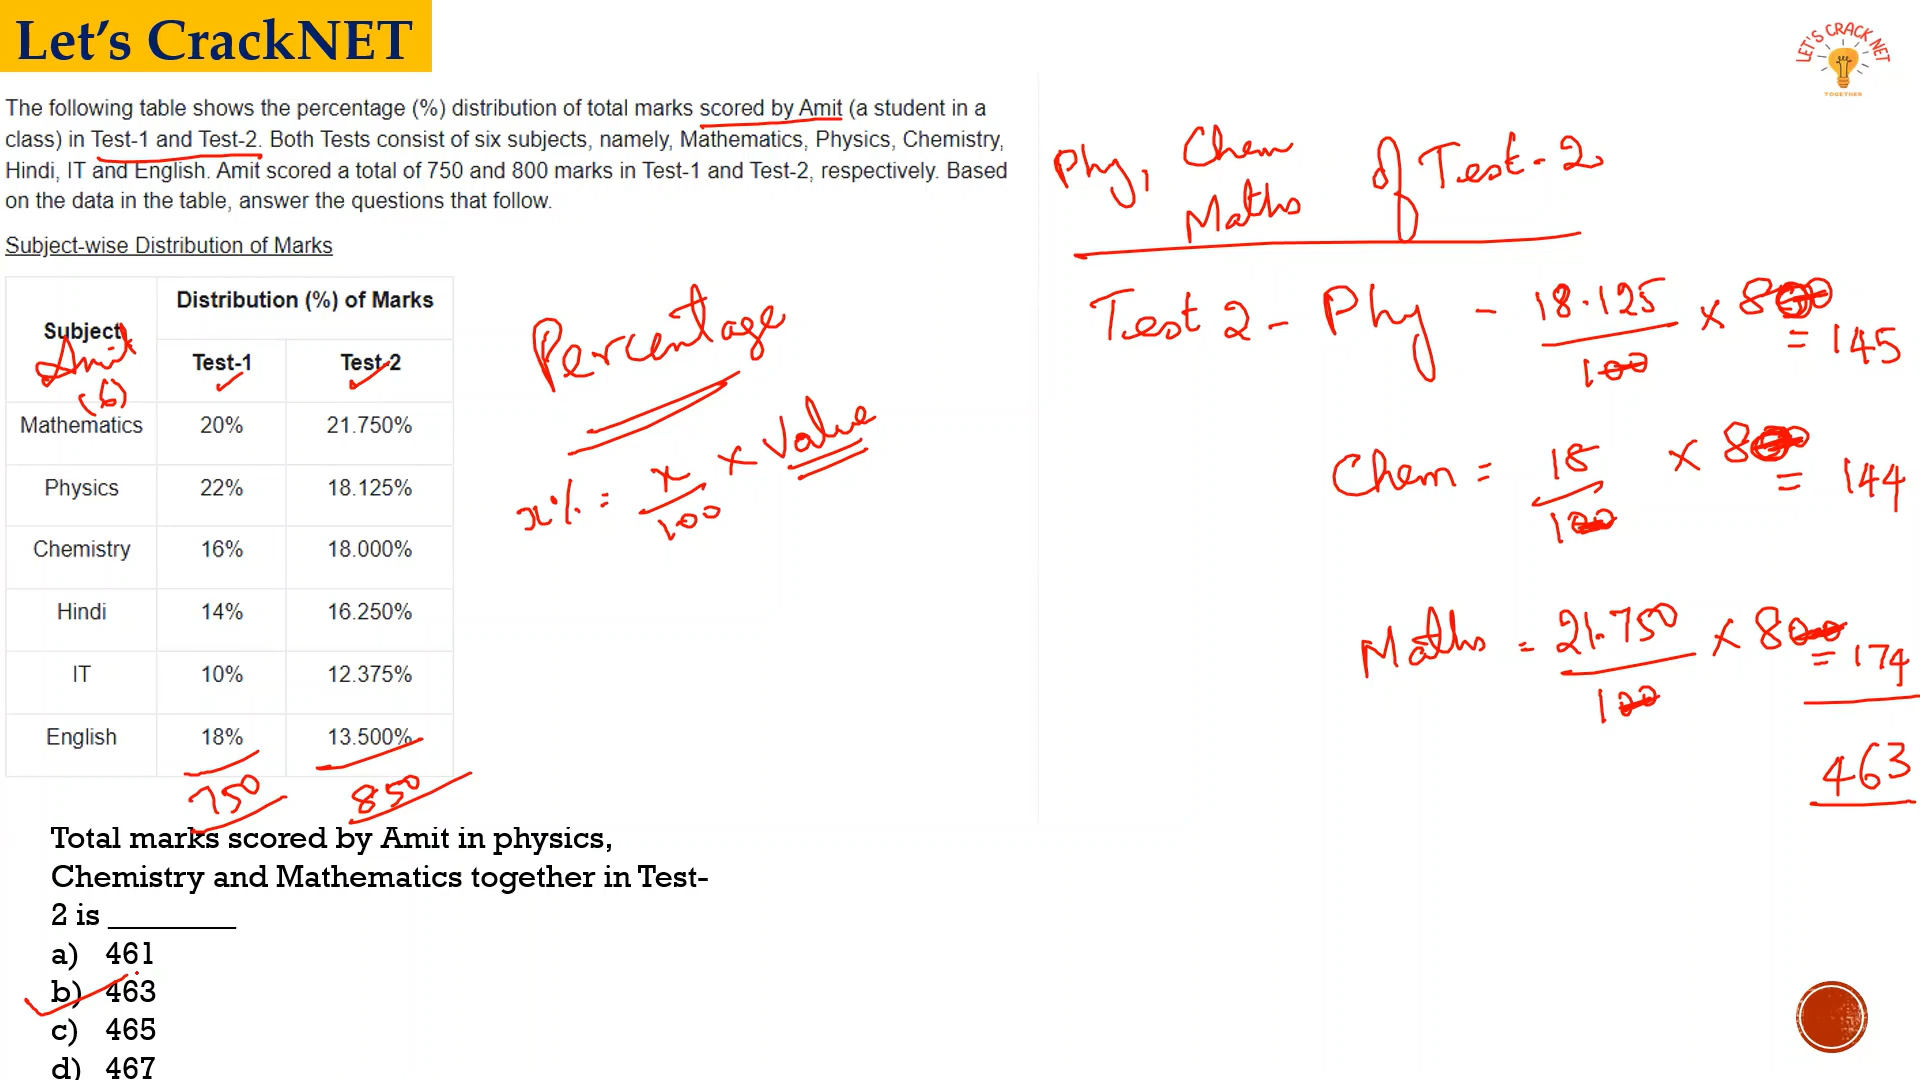 Let's CrackNET
LET'S CRACK NET
TOGETHER
The following table shows the percentage (%) distribution of total marks scored by Amit (a student in a
class) in Test-1 and Test-2. Both Tests consist of six subjects, namely, Mathematics, Physics, Chemistry,
Hindi, IT and English. Amit scored a total of 750 and 800 marks in Test-1 and Test-2, respectively. Based
on the data in the table, answer the questions that follow.
Subject-wise Distribution of Marks
Subject
Distribution (%) of Marks
Amit
(6)
Test-1 Test-2
Mathematics 20% 21.750%
Physics 22% 18.125%
Chemistry 16% 18.000%
Hindi 14% 16.250%
IT 10% 12.375%
English 18% 13.500%
750 850
Percentage
x% = x/100 × Value
Total marks scored by Amit in physics,
Chemistry and Mathematics together in Test-
2 is ________
a) 461
b) 463
c) 465
d) 467
Phy, Chem
Maths of Test-2
Test 2 - Phy - 18.125/100 × 800
= 145
Chem = 18/100 × 800
= 144
Maths = 21.750/100 × 800
= 174
463